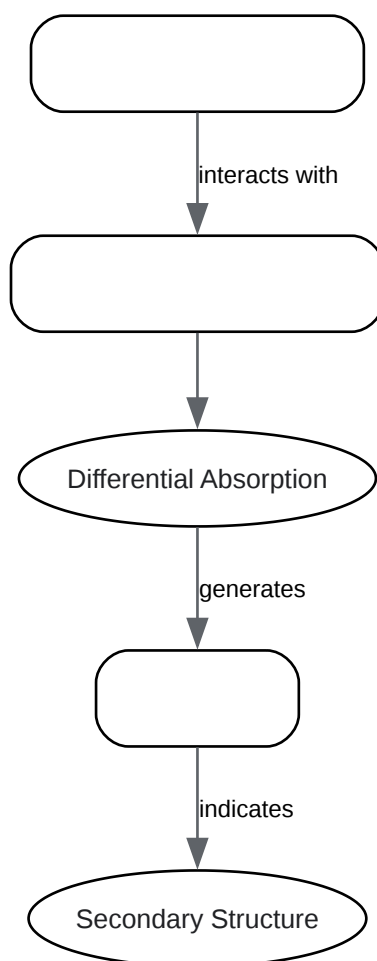 interacts with
Differential Absorption
generates
indicates
Secondary Structure